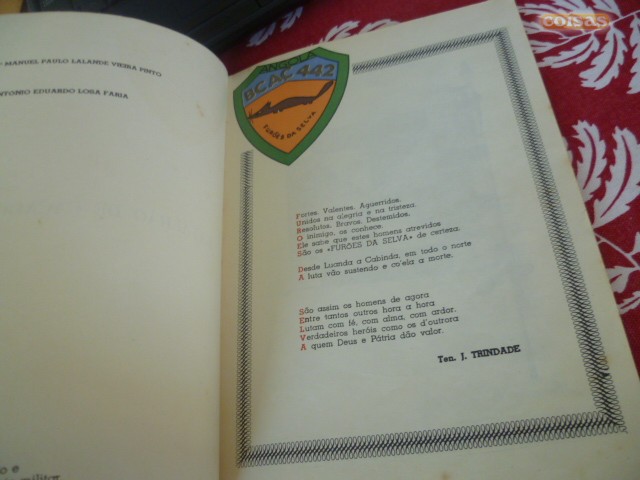 coisas
MANUEL PAULO LALANDE VIEIRA PINTO
ANTONIO EDUARDO LOBA FARIA
ANGOLA
BCAÇ 442
FURÕES DA SELVA
Fortes. Valentes. Agüerridos.
Unidos na alegria e na tristeza.
Resolutos. Bravos. Destemidos.
O inimigo, os conhece.
Ele sabe que estes homens atrevidos
São os «FURÕES DA SELVA» de certeza.
Desde Luanda a Cabinda, em todo o norte
A luta vão sustendo e co'ela a morte.
São assim os homens de agora
Entre tantos outros hora a hora
Lutam com fé, com alma, com ardor.
Verdadeiros heróis como os d'outrora
A quem Deus e Pátria dão valor.
Ten. J. TRINDADE
o e
militar